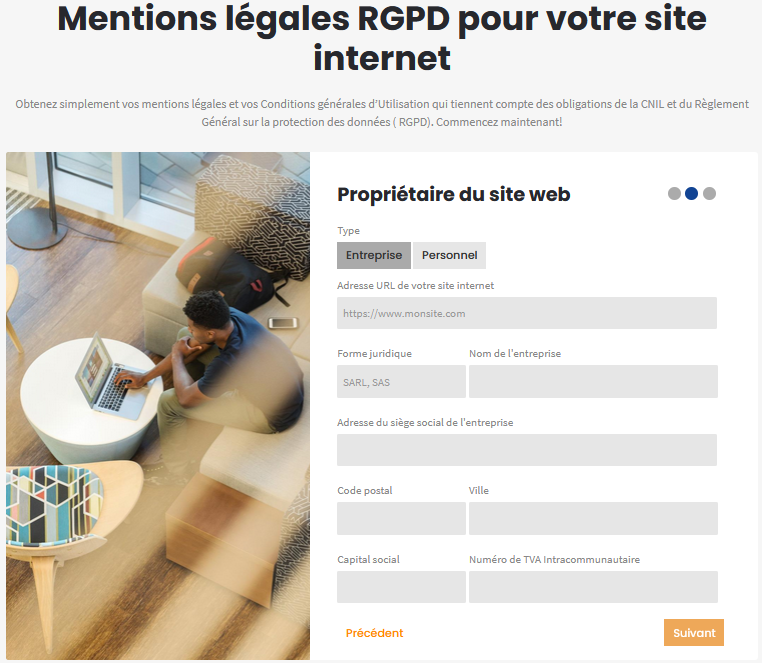 Mentions légales RGPD pour votre site
internet
Obtenez simplement vos mentions légales et vos Conditions générales d'Utilisation qui tiennent compte des obligations de la CNIL et du Règlement
Général sur la protection des données ( RGPD). Commencez maintenant!
Propriétaire du site web
Type
Entreprise Personnel
Adresse URL de votre site internet
https://www.monsite.com
Forme juridique Nom de l'entreprise
SARL, SAS
Adresse du siège social de l'entreprise
Code postal Ville
Capital social Numéro de TVA Intracommunautaire
Précédent Suivant